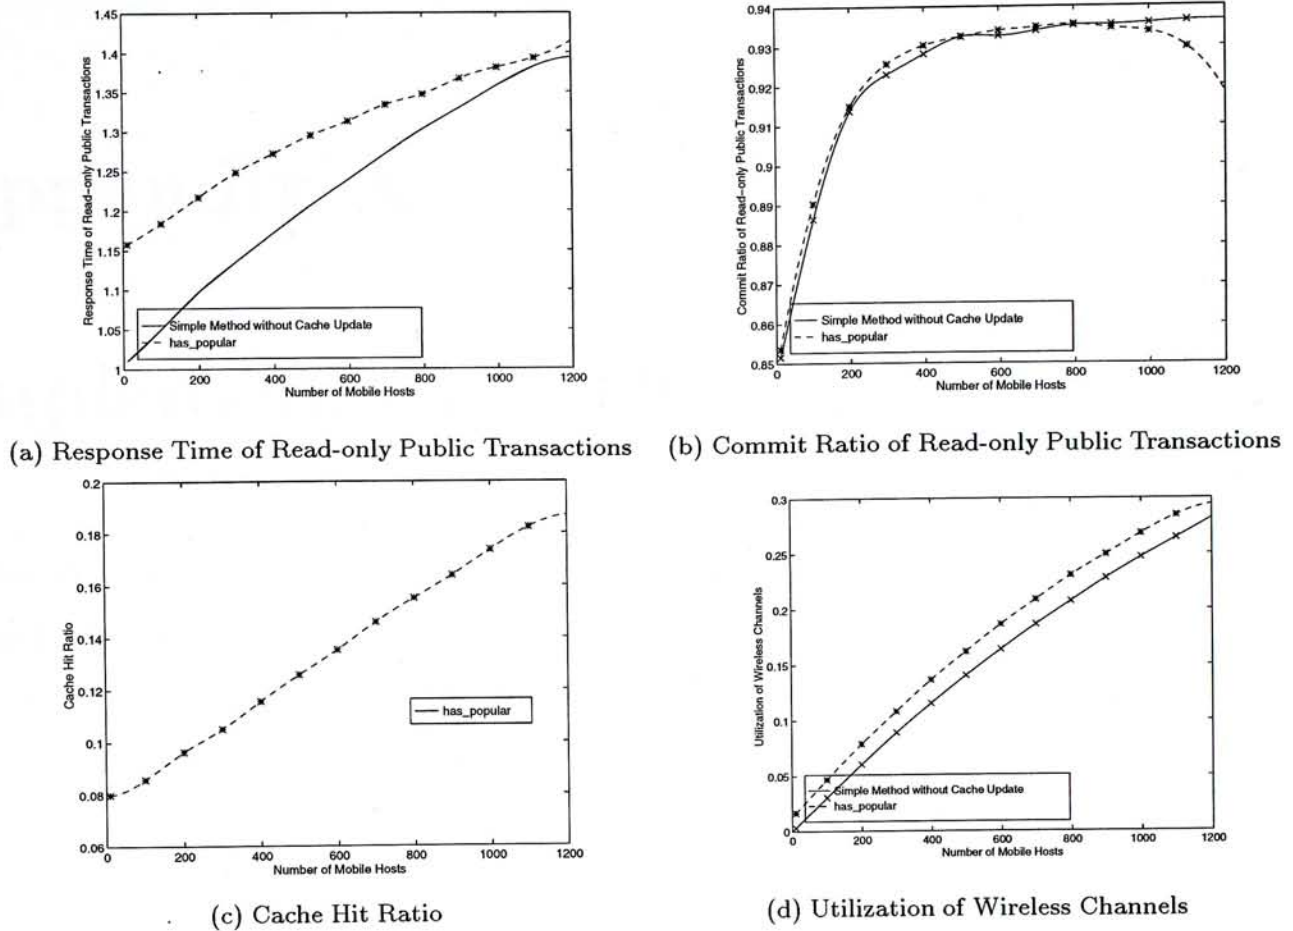 1.45
1.4
1.35
1.3
1.25
1.2
1.15
1.1
1.05
1
Response Time of Read-only Public Transactions
Simple Method without Cache Update
has_popular
0 200 400 600 800 1000 1200
Number of Mobile Hosts
(a) Response Time of Read-only Public Transactions
0.94
0.93
0.92
0.91
0.9
0.89
0.88
0.87
0.86
0.85
Commit Ratio of Read-only Public Transactions
Simple Method without Cache Update
has_popular
0 200 400 600 800 1000 1200
Number of Mobile Hosts
(b) Commit Ratio of Read-only Public Transactions
0.2
0.18
0.16
0.14
0.12
0.1
0.08
0.06
Cache Hit Ratio
has_popular
0 200 400 600 800 1000 1200
Number of Mobile Hosts
(c) Cache Hit Ratio
0.3
0.25
0.2
0.15
0.1
0.05
0
Utilization of Wireless Channels
Simple Method without Cache Update
has_popular
0 200 400 600 800 1000 1200
Number of Mobile Hosts
(d) Utilization of Wireless Channels